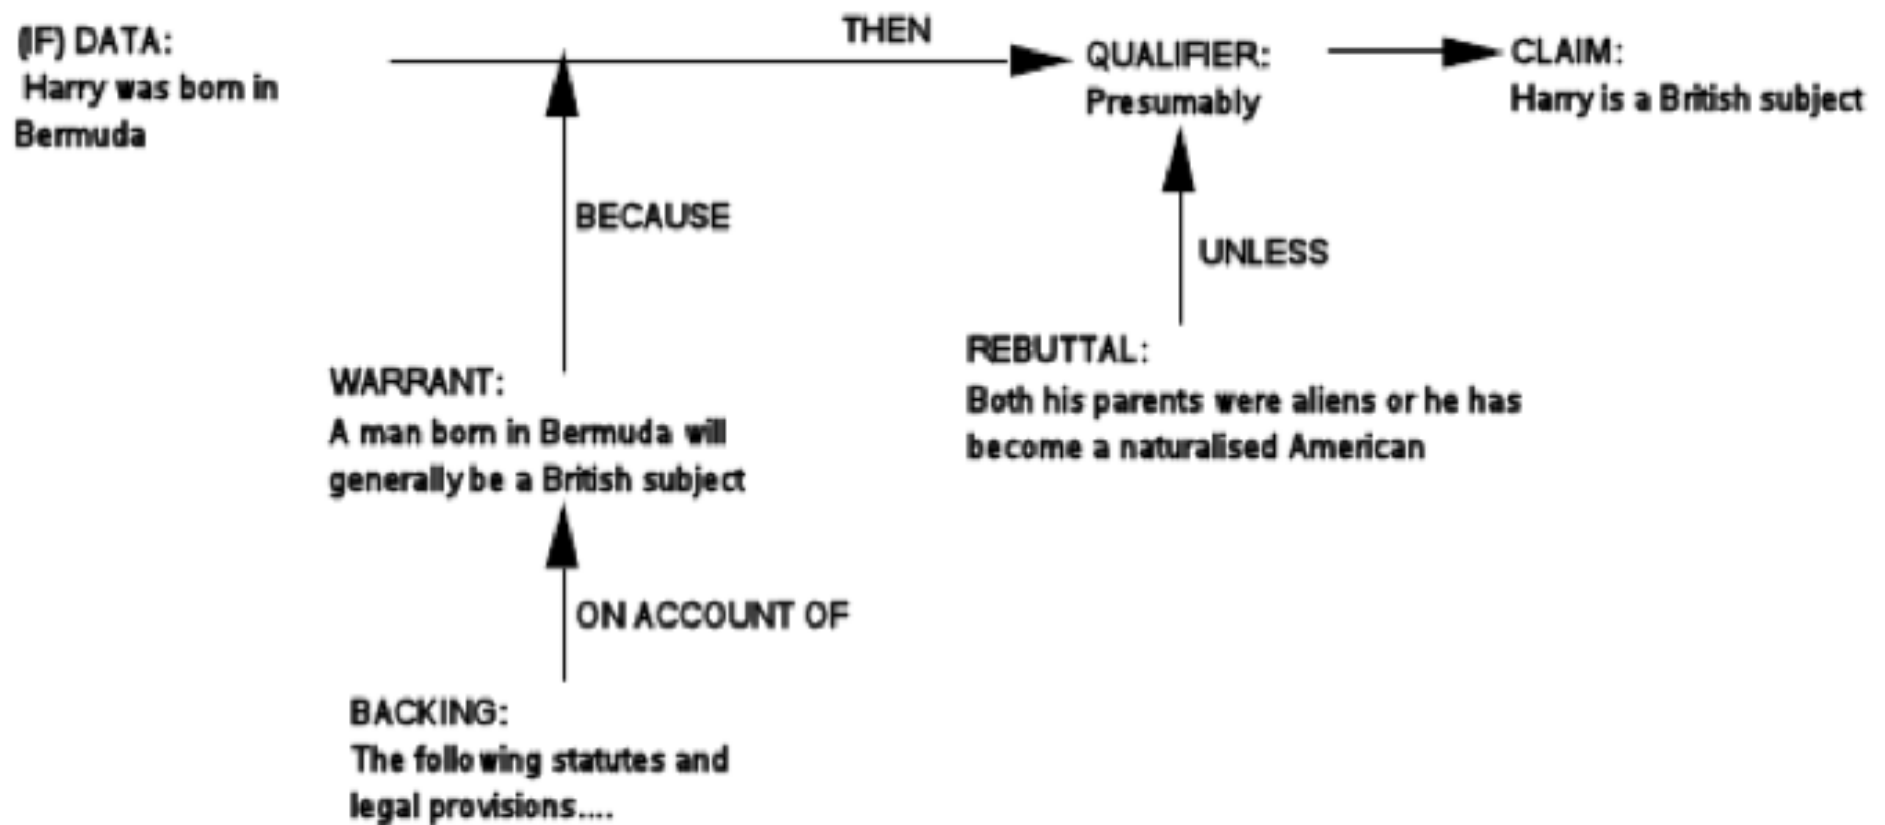 (IF) DATA:
Harry was born in
Bermuda
THEN
QUALIFIER:
Presumably
CLAIM:
Harry is a British subject
BECAUSE
UNLESS
WARRANT:
A man born in Bermuda will
generally be a British subject
REBUTTAL:
Both his parents were aliens or he has
become a naturalised American
ON ACCOUNT OF
BACKING:
The following statutes and
legal provisions....